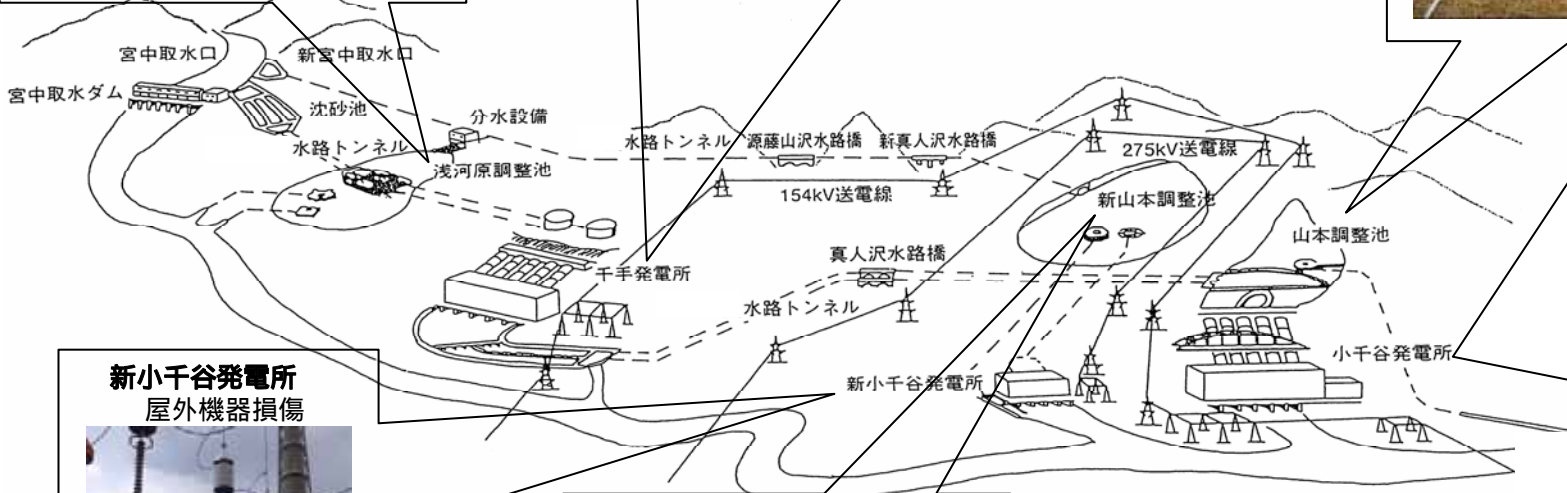 宮中取水口
新宮中取水口
宮中取水ダム
沈砂池
分水設備
水路トンネル
浅河原調整池
水路トンネル
源藤山沢水路橋
新真人沢水路橋
275kV送電線
154kV送電線
新山本調整池
山本調整池
千手発電所
真人沢水路橋
水路トンネル
小千谷発電所
新小千谷発電所
新小千谷発電所
屋外機器損傷